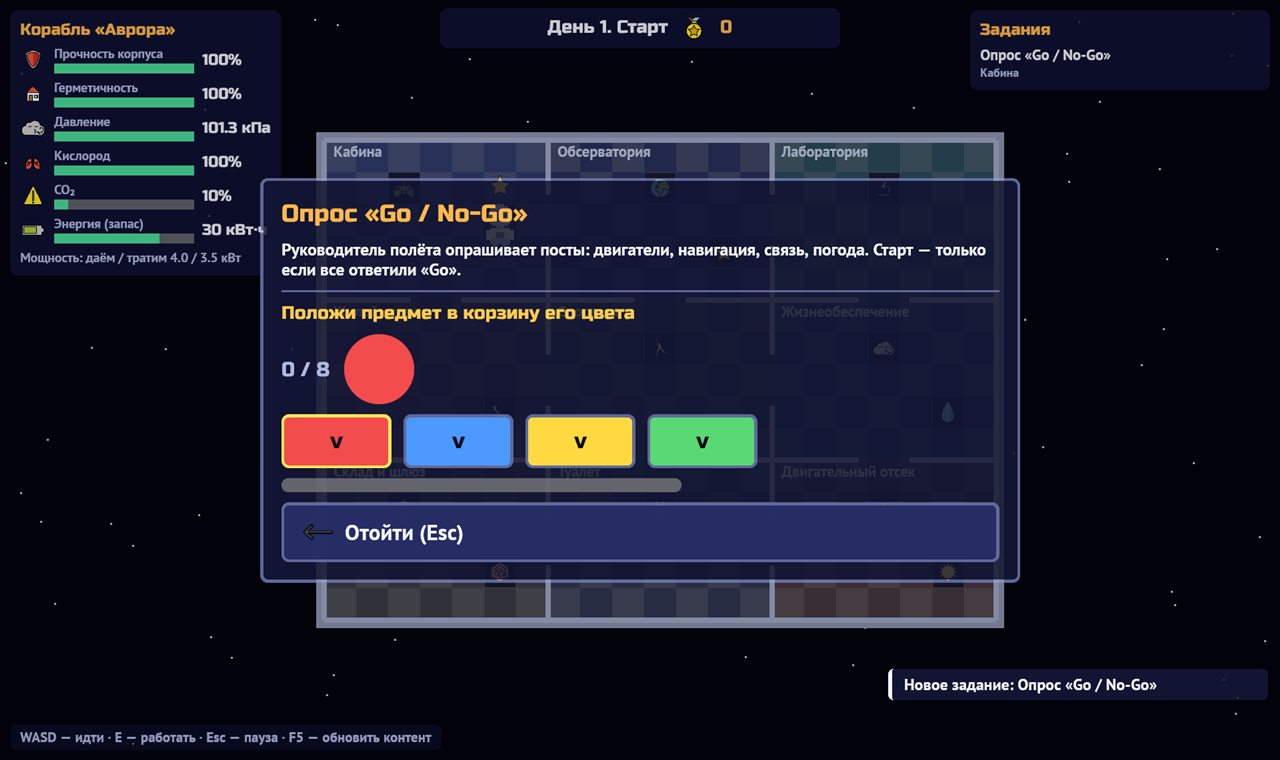 Корабль «Аврора»
Прочность корпуса
100%
Герметичность
100%
Давление
101.3 кПа
Кислород
100%
CO₂
10%
Энергия (запас)
30 кВт·ч
Мощность: даём / тратим 4.0 / 3.5 кВт
День 1. Старт 0
Задания
Опрос «Go / No-Go»
Кабина
Кабина
Обсерватория
Лаборатория
Опрос «Go / No-Go»
Руководитель полёта опрашивает посты: двигатели, навигация, связь, погода. Старт — только
если все ответили «Go».
Положи предмет в корзину его цвета
Жизнеобеспечение
0 / 8
v v v v
Склад и шлюз
Туалет
Двигательный отсек
Отойти (Esc)
Новое задание: Опрос «Go / No-Go»
WASD — идти · E — работать · Esc — пауза · F5 — обновить контент